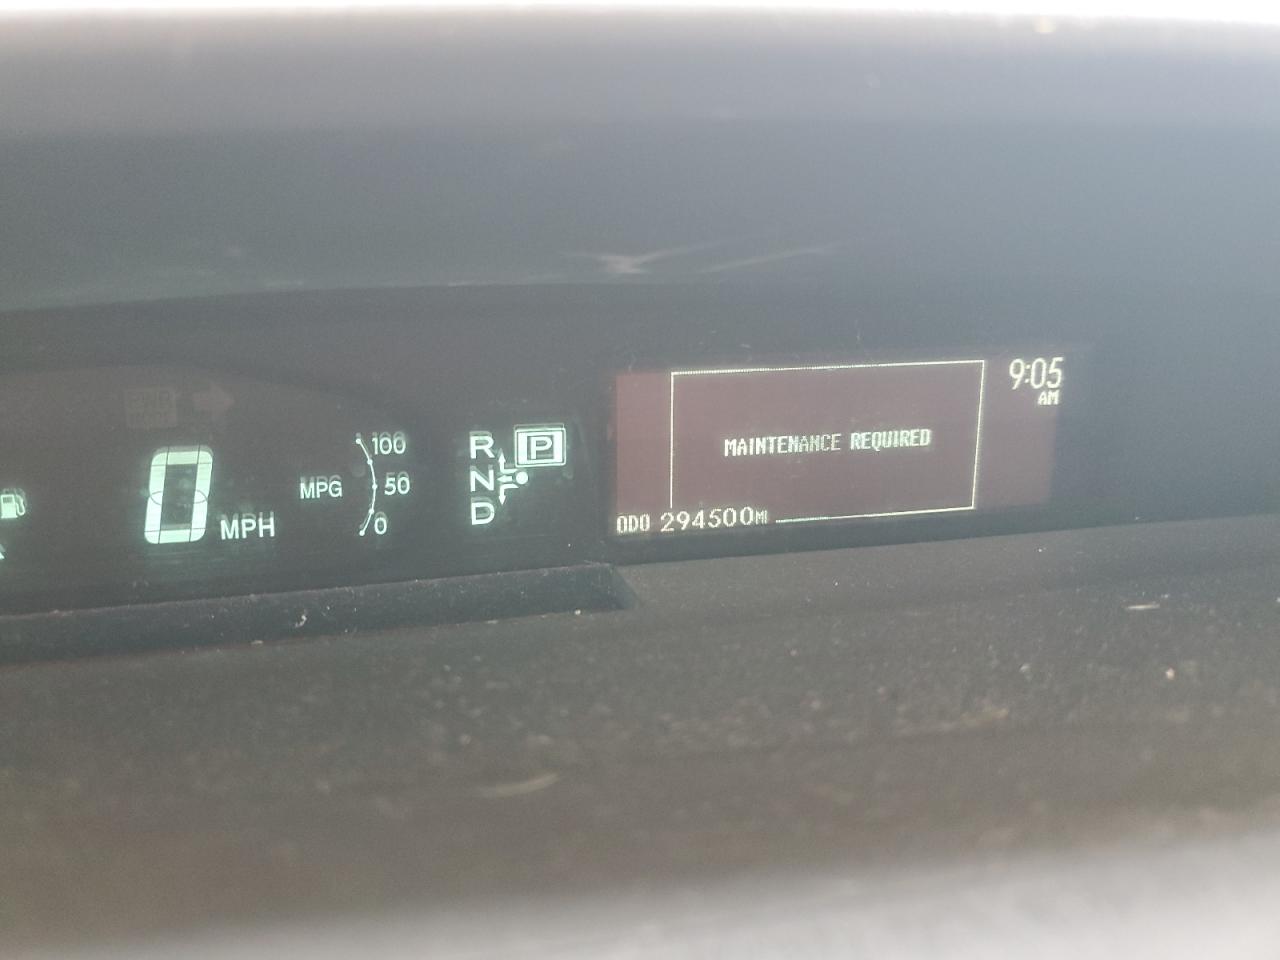 0 MPH
MPG
100
50
0
R
P
N
D
MAINTENANCE REQUIRED
9:05
AM
ODO 294500MI